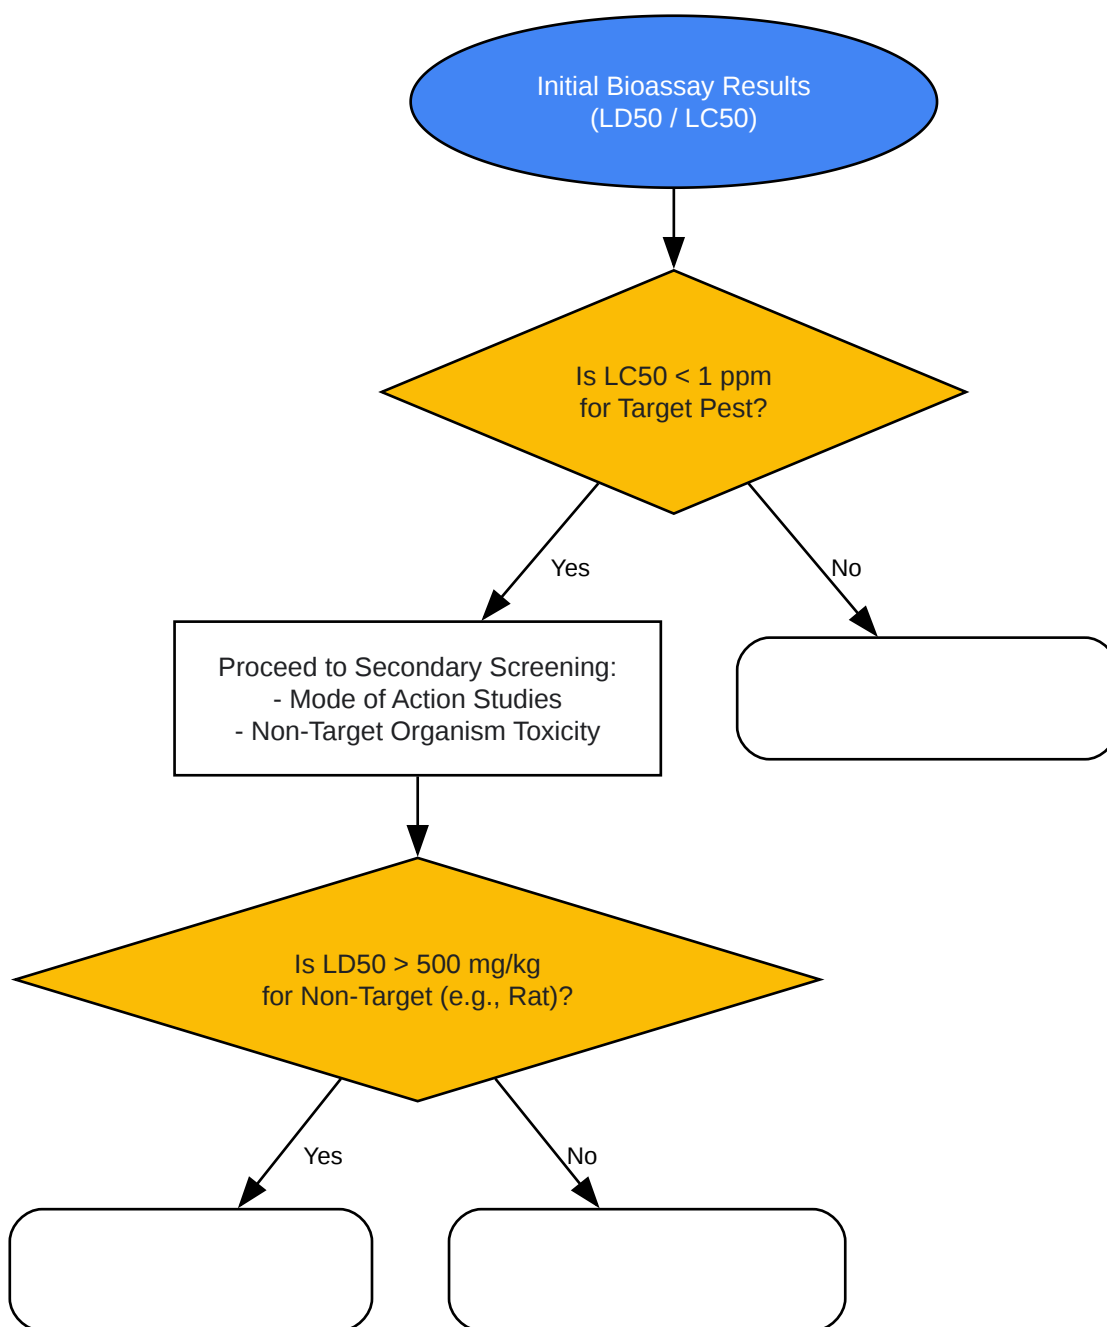 Initial Bioassay Results
(LD50 / LC50)
Is LC50 < 1 ppm
for Target Pest?
Yes
No
Proceed to Secondary Screening:
- Mode of Action Studies
- Non-Target Organism Toxicity
Is LD50 > 500 mg/kg
for Non-Target (e.g., Rat)?
Yes
No